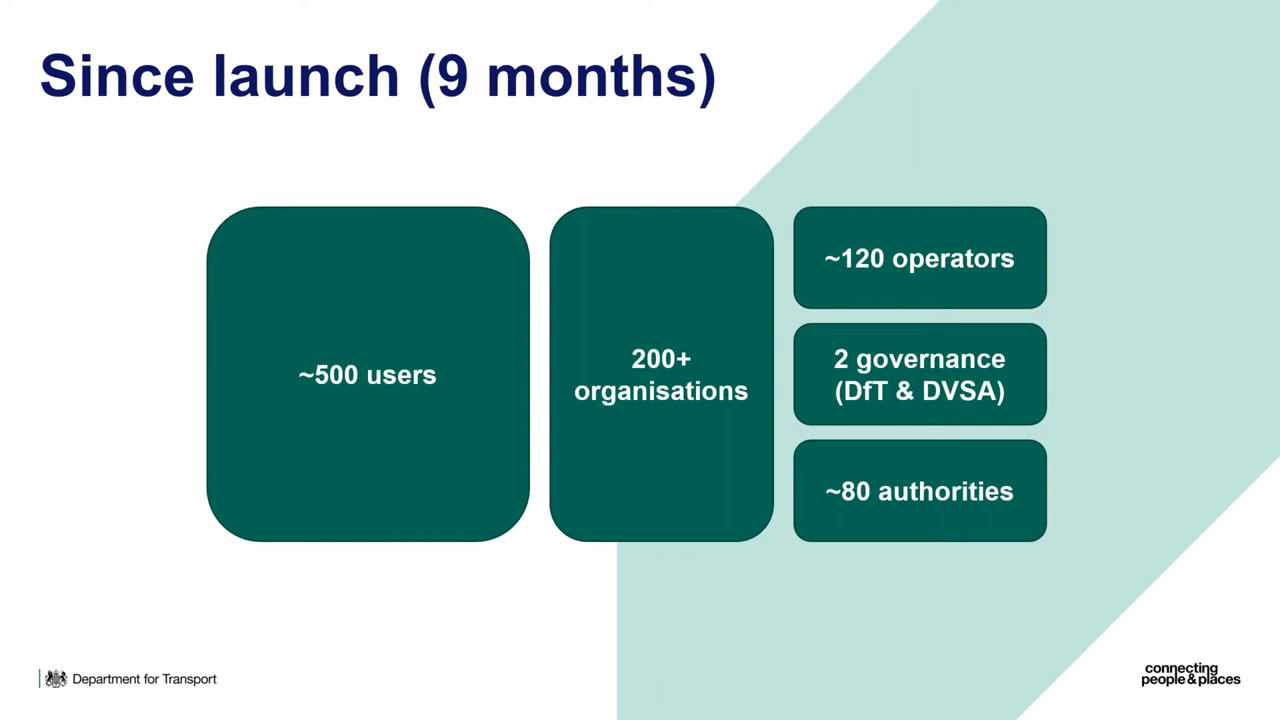 Since launch (9 months)
~500 users
200+
organisations
~120 operators
2 governance
(DfT & DVSA)
~80 authorities
Department for Transport
connecting
people & places